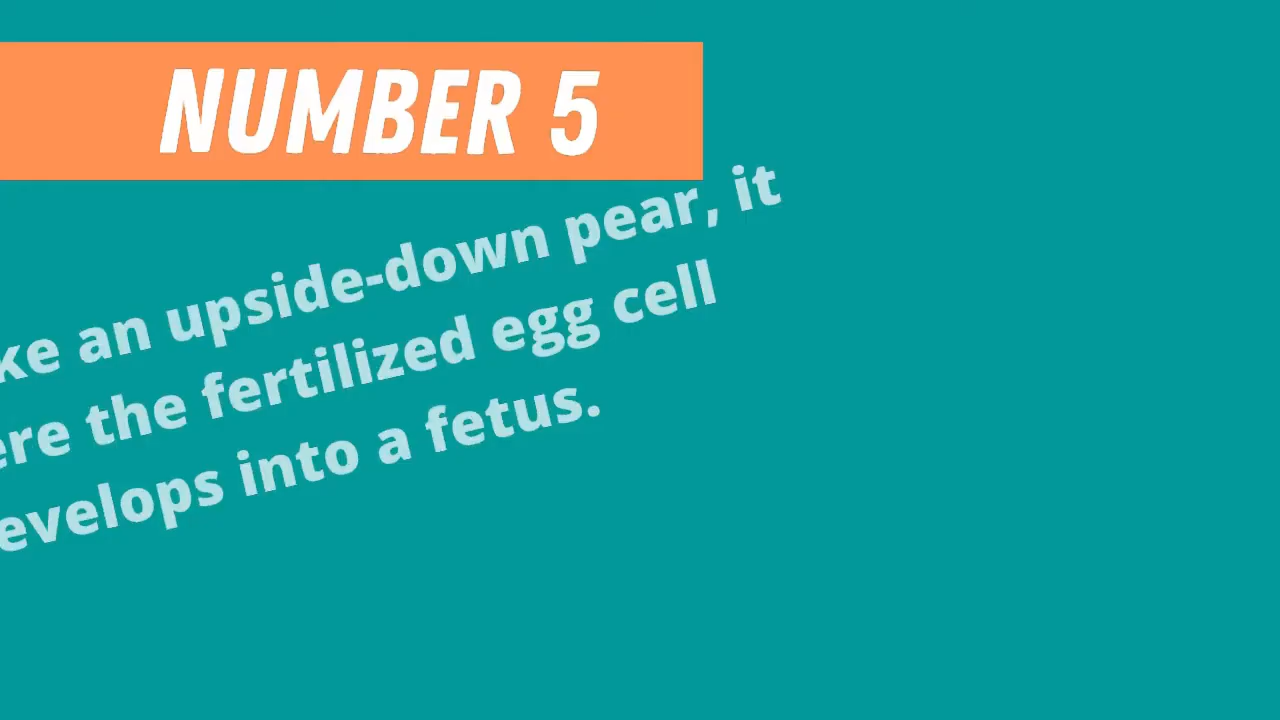 NUMBER 5
ke an upside-down pear, it
ere the fertilized egg cell
evelops into a fetus.